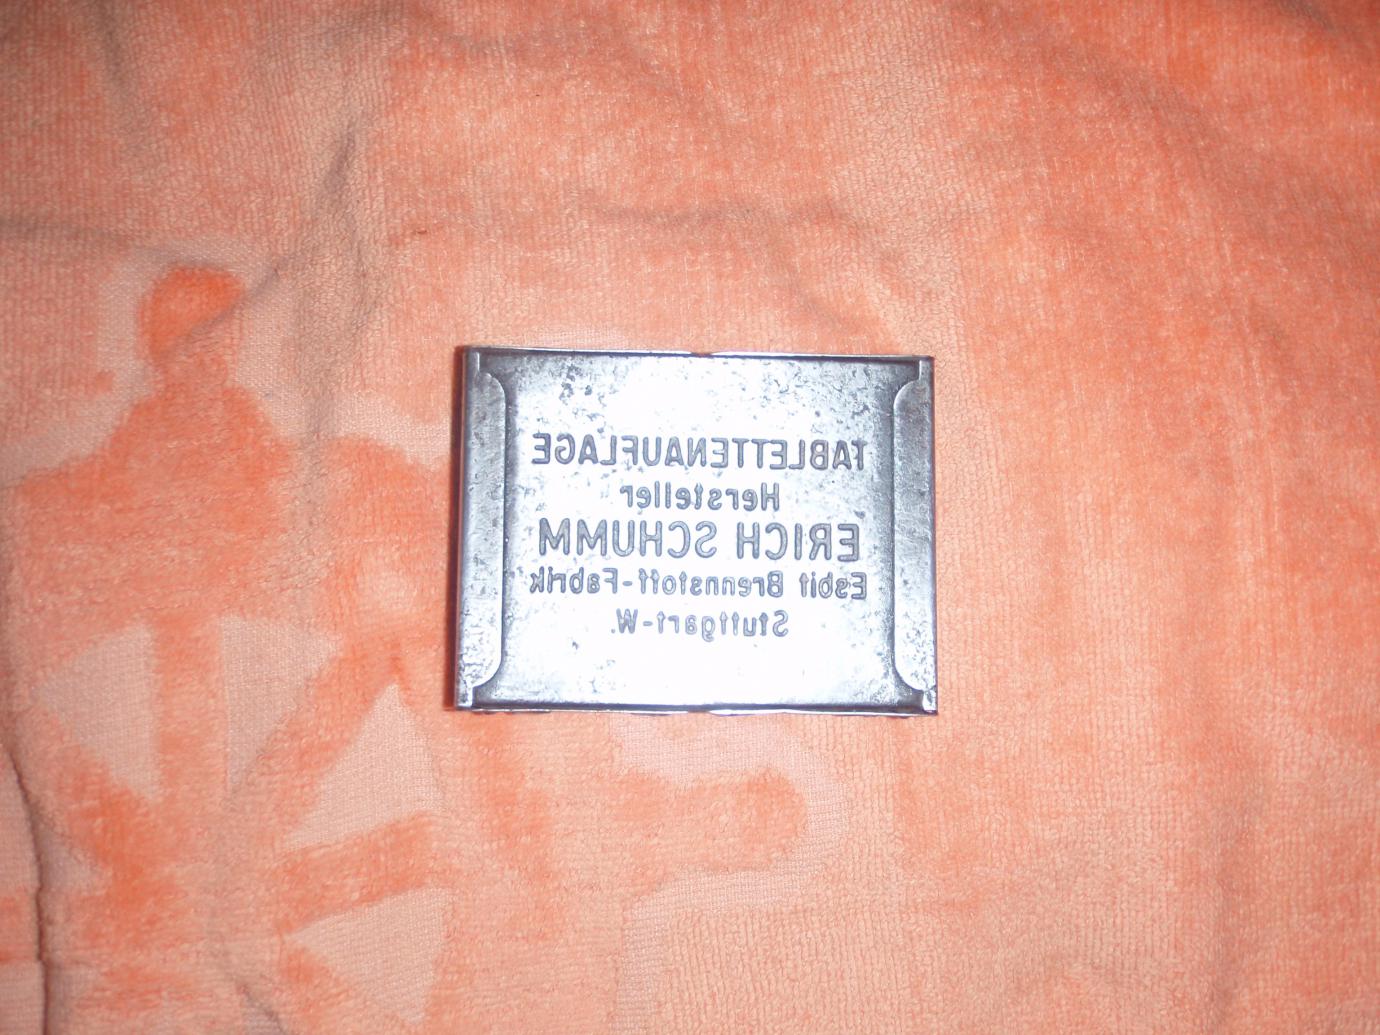 TABLETTENAUFLAGE
Hersteller
ERICH SCHUMM
Esbit Brennstoff-Fabrik
Stuttgart-W.